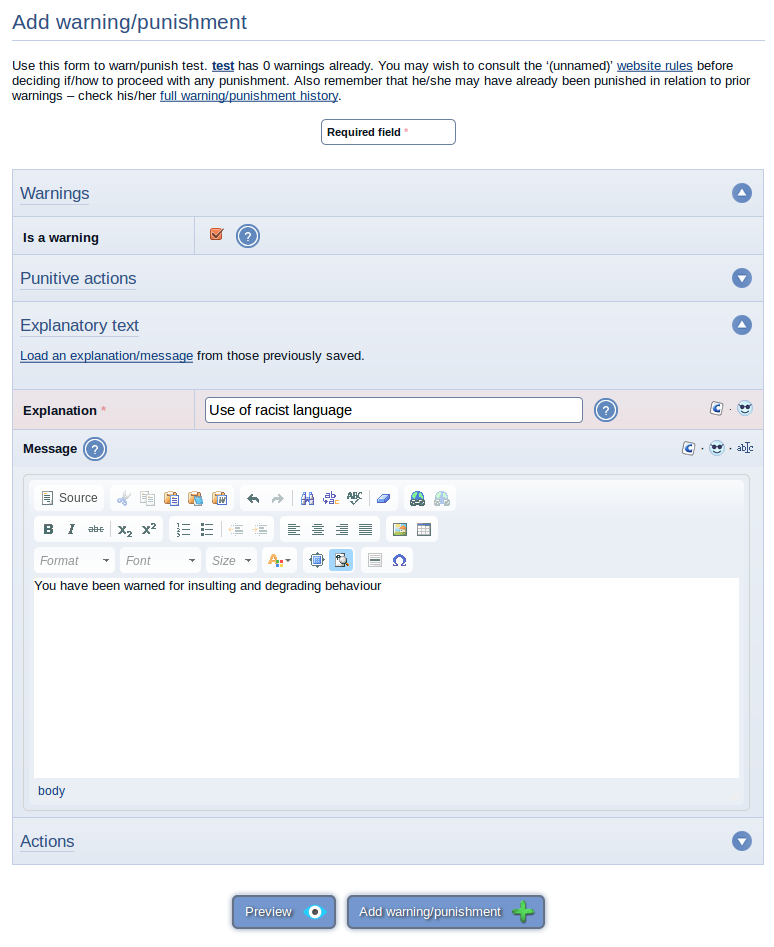 Add warning/punishment
Use this form to warn/punish test. test has 0 warnings already. You may wish to consult the ‘(unnamed)’ website rules before
deciding if/how to proceed with any punishment. Also remember that he/she may have already been punished in relation to prior
warnings – check his/her full warning/punishment history.
Required field *
Warnings
Is a warning ?
Punitive actions
Explanatory text
Load an explanation/message from those previously saved.
Explanation * Use of racist language ?
Message ? abc
Source ABC
B I abc x2 x2
Format Font Size A Ω
You have been warned for insulting and degrading behaviour
body
Actions
Preview Add warning/punishment